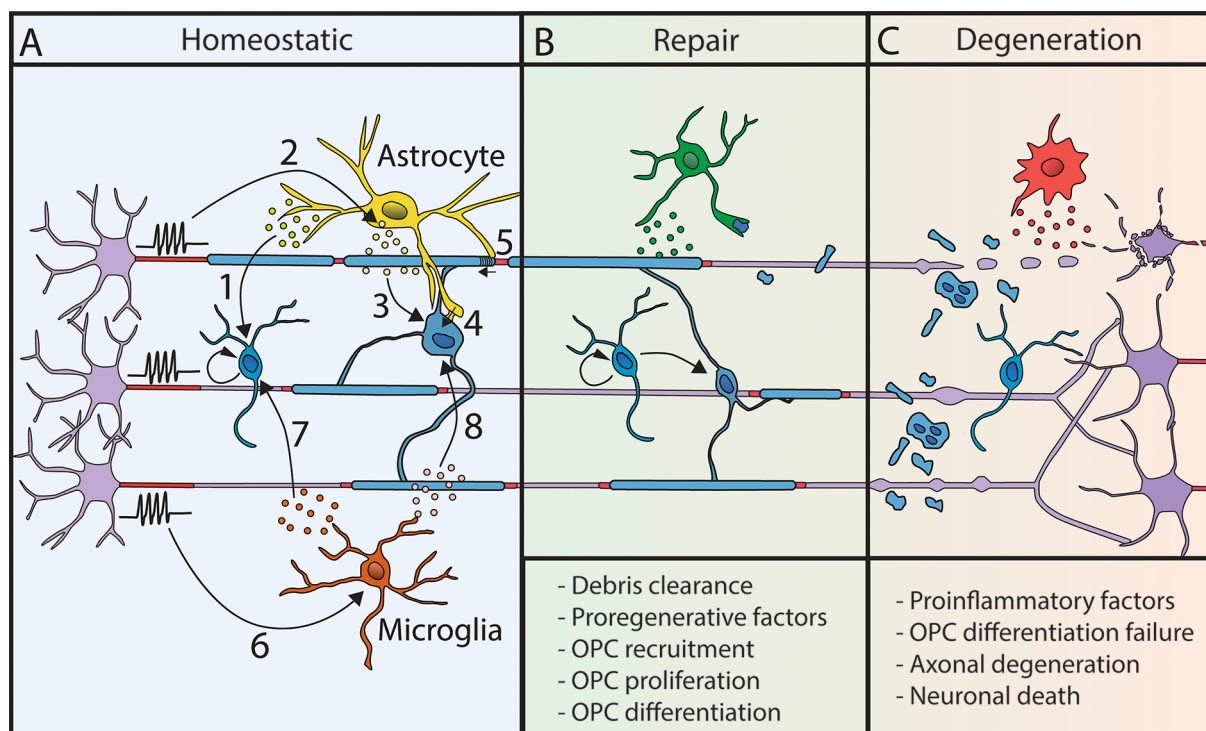 A
Homeostatic
B
Repair
C
Degeneration
2
Astrocyte
5
1
3
4
7
8
6
Microglia
- Debris clearance
- Proregenerative factors
- OPC recruitment
- OPC proliferation
- OPC differentiation
- Proinflammatory factors
- OPC differentiation failure
- Axonal degeneration
- Neuronal death